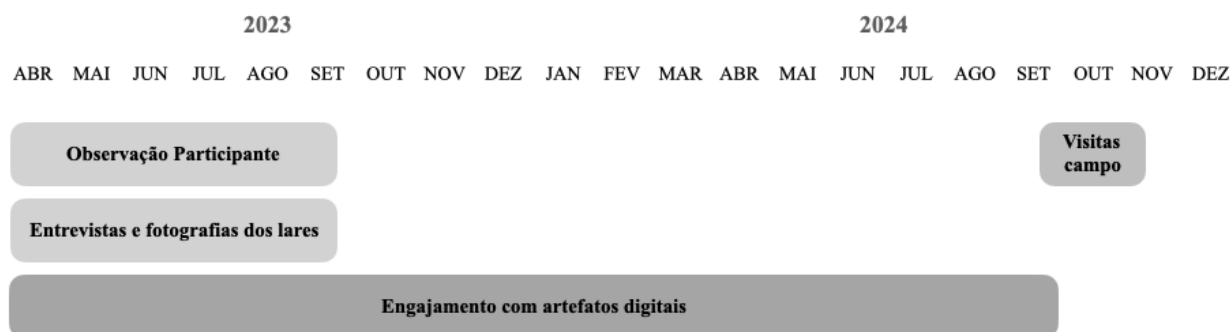 2023 2024
ABR MAI JUN JUL AGO SET OUT NOV DEZ JAN FEV MAR ABR MAI JUN JUL AGO SET OUT NOV DEZ
Observação Participante
Visitas
campo
Entrevistas e fotografias dos lares
Engajamento com artefatos digitais